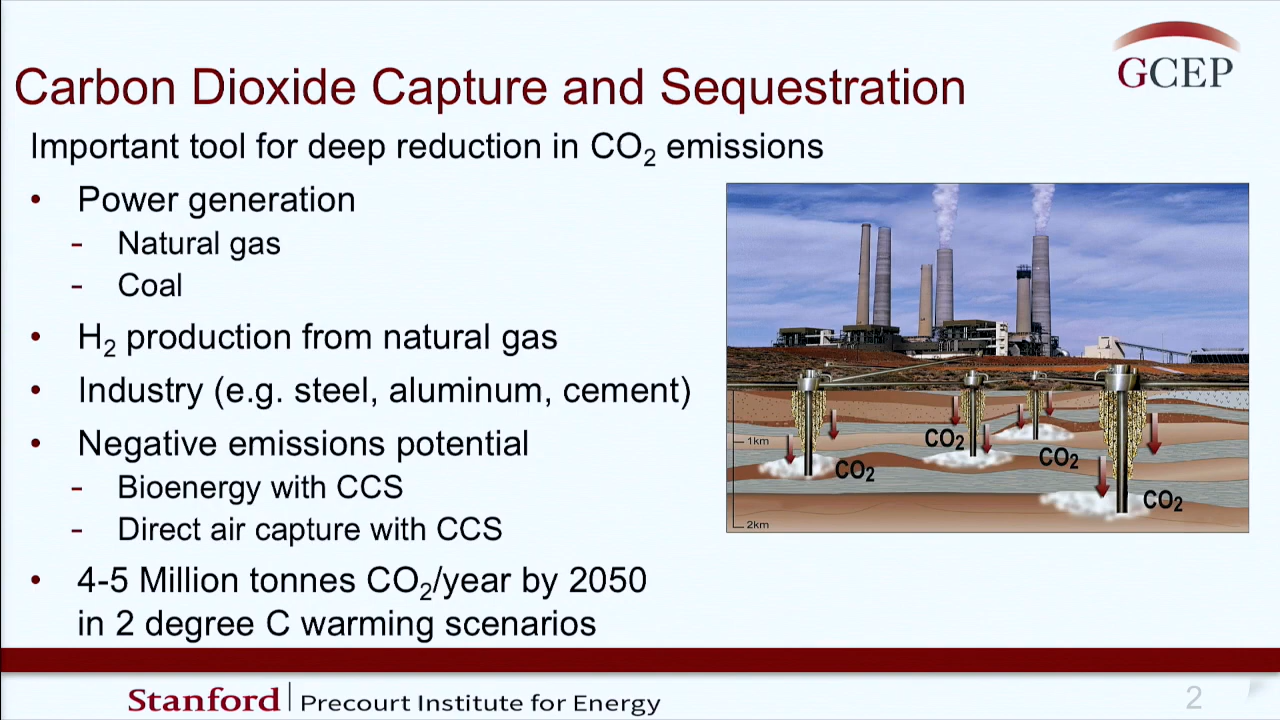 GCEP
Carbon Dioxide Capture and Sequestration
Important tool for deep reduction in CO₂ emissions
• Power generation
- Natural gas
- Coal
• H₂ production from natural gas
• Industry (e.g. steel, aluminum, cement)
• Negative emissions potential
- Bioenergy with CCS
- Direct air capture with CCS
• 4-5 Million tonnes CO₂/year by 2050
in 2 degree C warming scenarios
1km
2km
CO₂
CO₂
CO₂
CO₂
Stanford | Precourt Institute for Energy
2